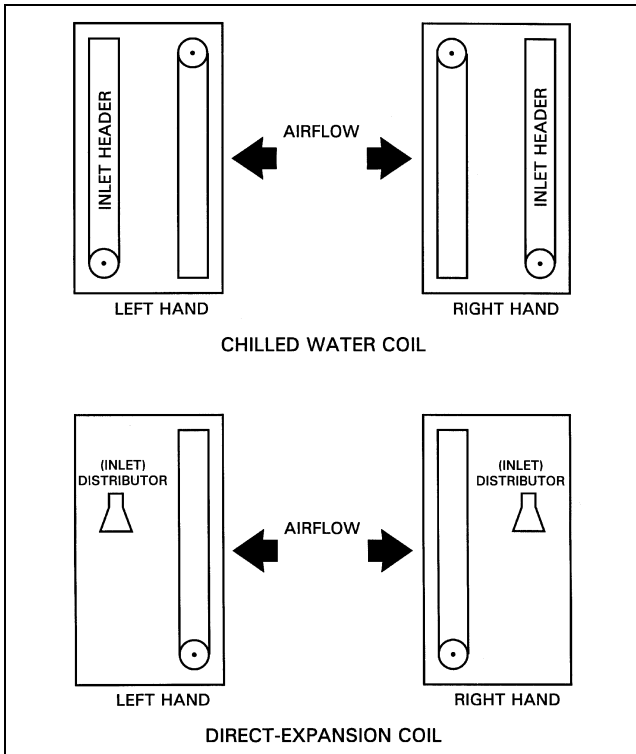 INLET HEADER
AIRFLOW
INLET HEADER
LEFT HAND
RIGHT HAND
CHILLED WATER COIL
(INLET)
DISTRIBUTOR
AIRFLOW
(INLET)
DISTRIBUTOR
LEFT HAND
RIGHT HAND
DIRECT-EXPANSION COIL